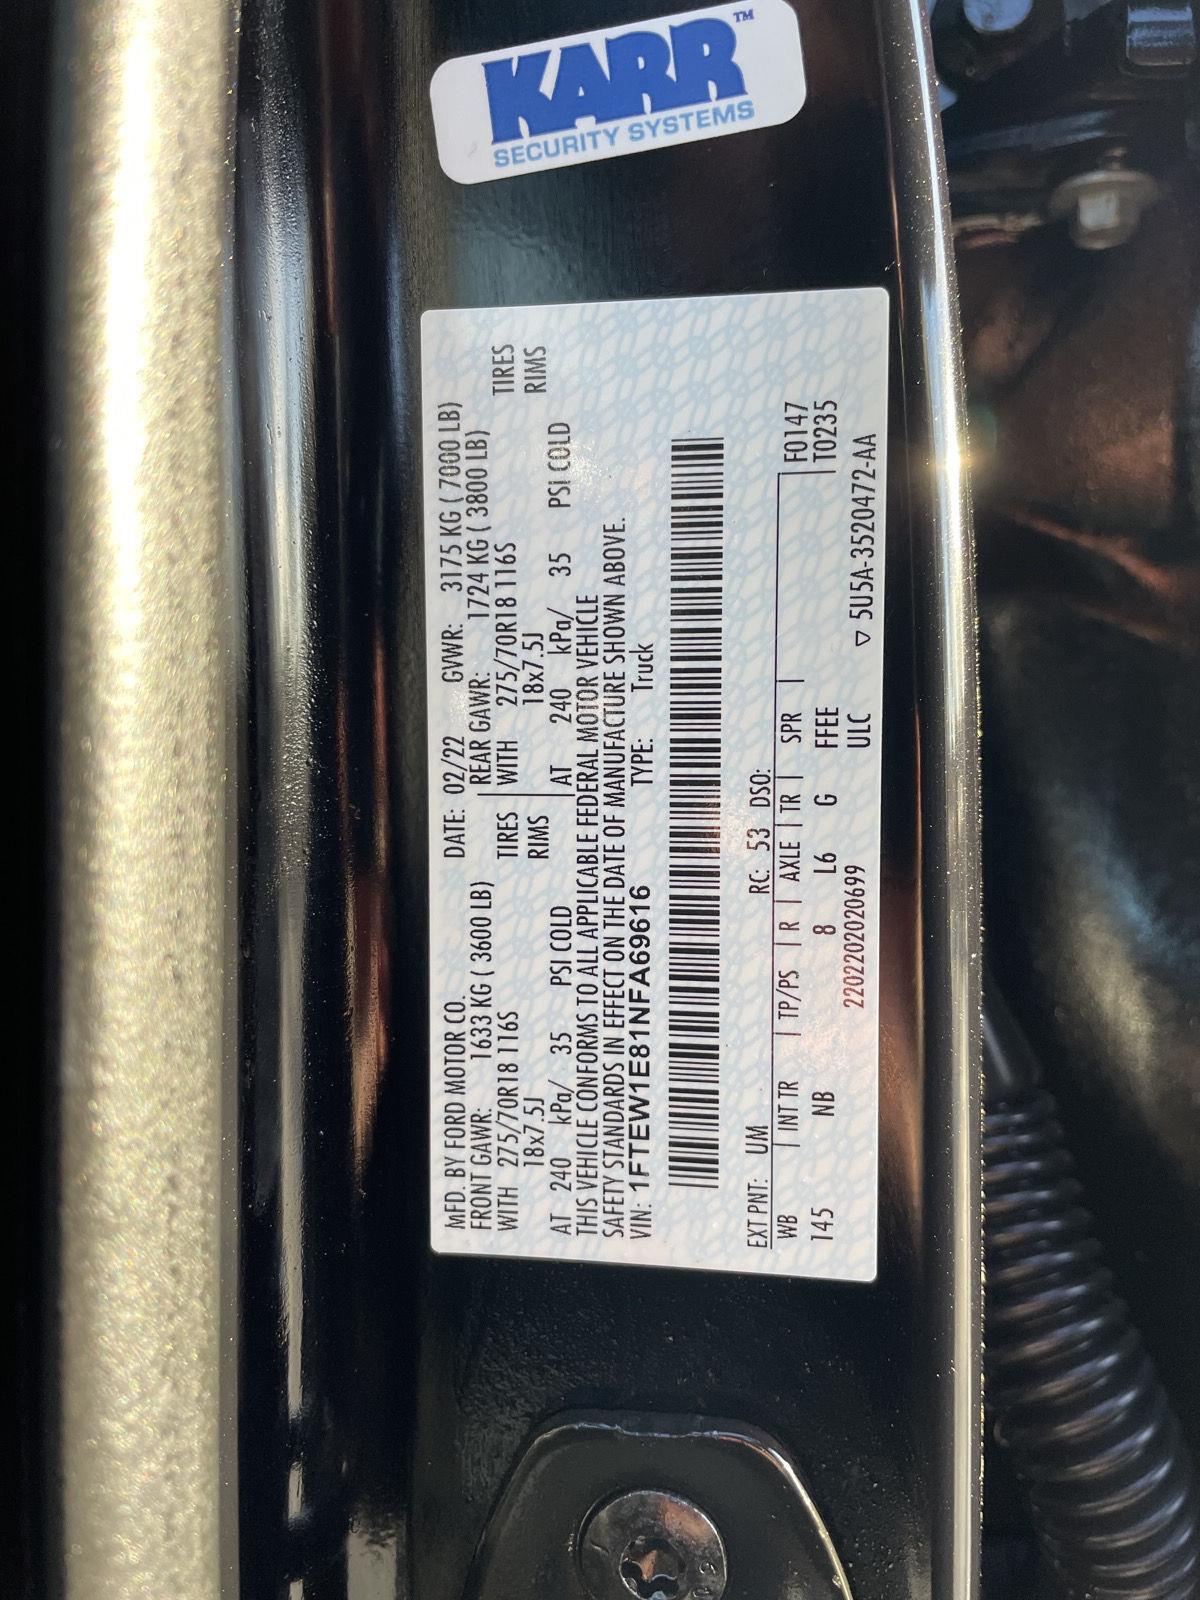 KARR™
SECURITY SYSTEMS
MFD. BY FORD MOTOR CO. DATE: 02/22 GVWR: 3175 KG ( 7000 LB)
FRONT GAWR: 1633 KG ( 3600 LB) REAR GAWR: 1724 KG ( 3800 LB)
WITH 275/70R18 116S TIRES WITH 275/70R18 116S TIRES
18x7.5J RIMS 18x7.5J RIMS
AT 240 kPa/ 35 PSI COLD AT 240 kPa/ 35 PSI COLD
THIS VEHICLE CONFORMS TO ALL APPLICABLE FEDERAL MOTOR VEHICLE
SAFETY STANDARDS IN EFFECT ON THE DATE OF MANUFACTURE SHOWN ABOVE.
VIN: 1FTEW1E81NFA69616 TYPE: Truck
EXT PNT: UM RC: 53 DSO:
WB | INT TR | TP/PS | R | AXLE | TR | SPR | F0147
145 NB 8 L6 G FFEE | T0235
2202202020699 ULC ▽ 5U5A-3520472-AA